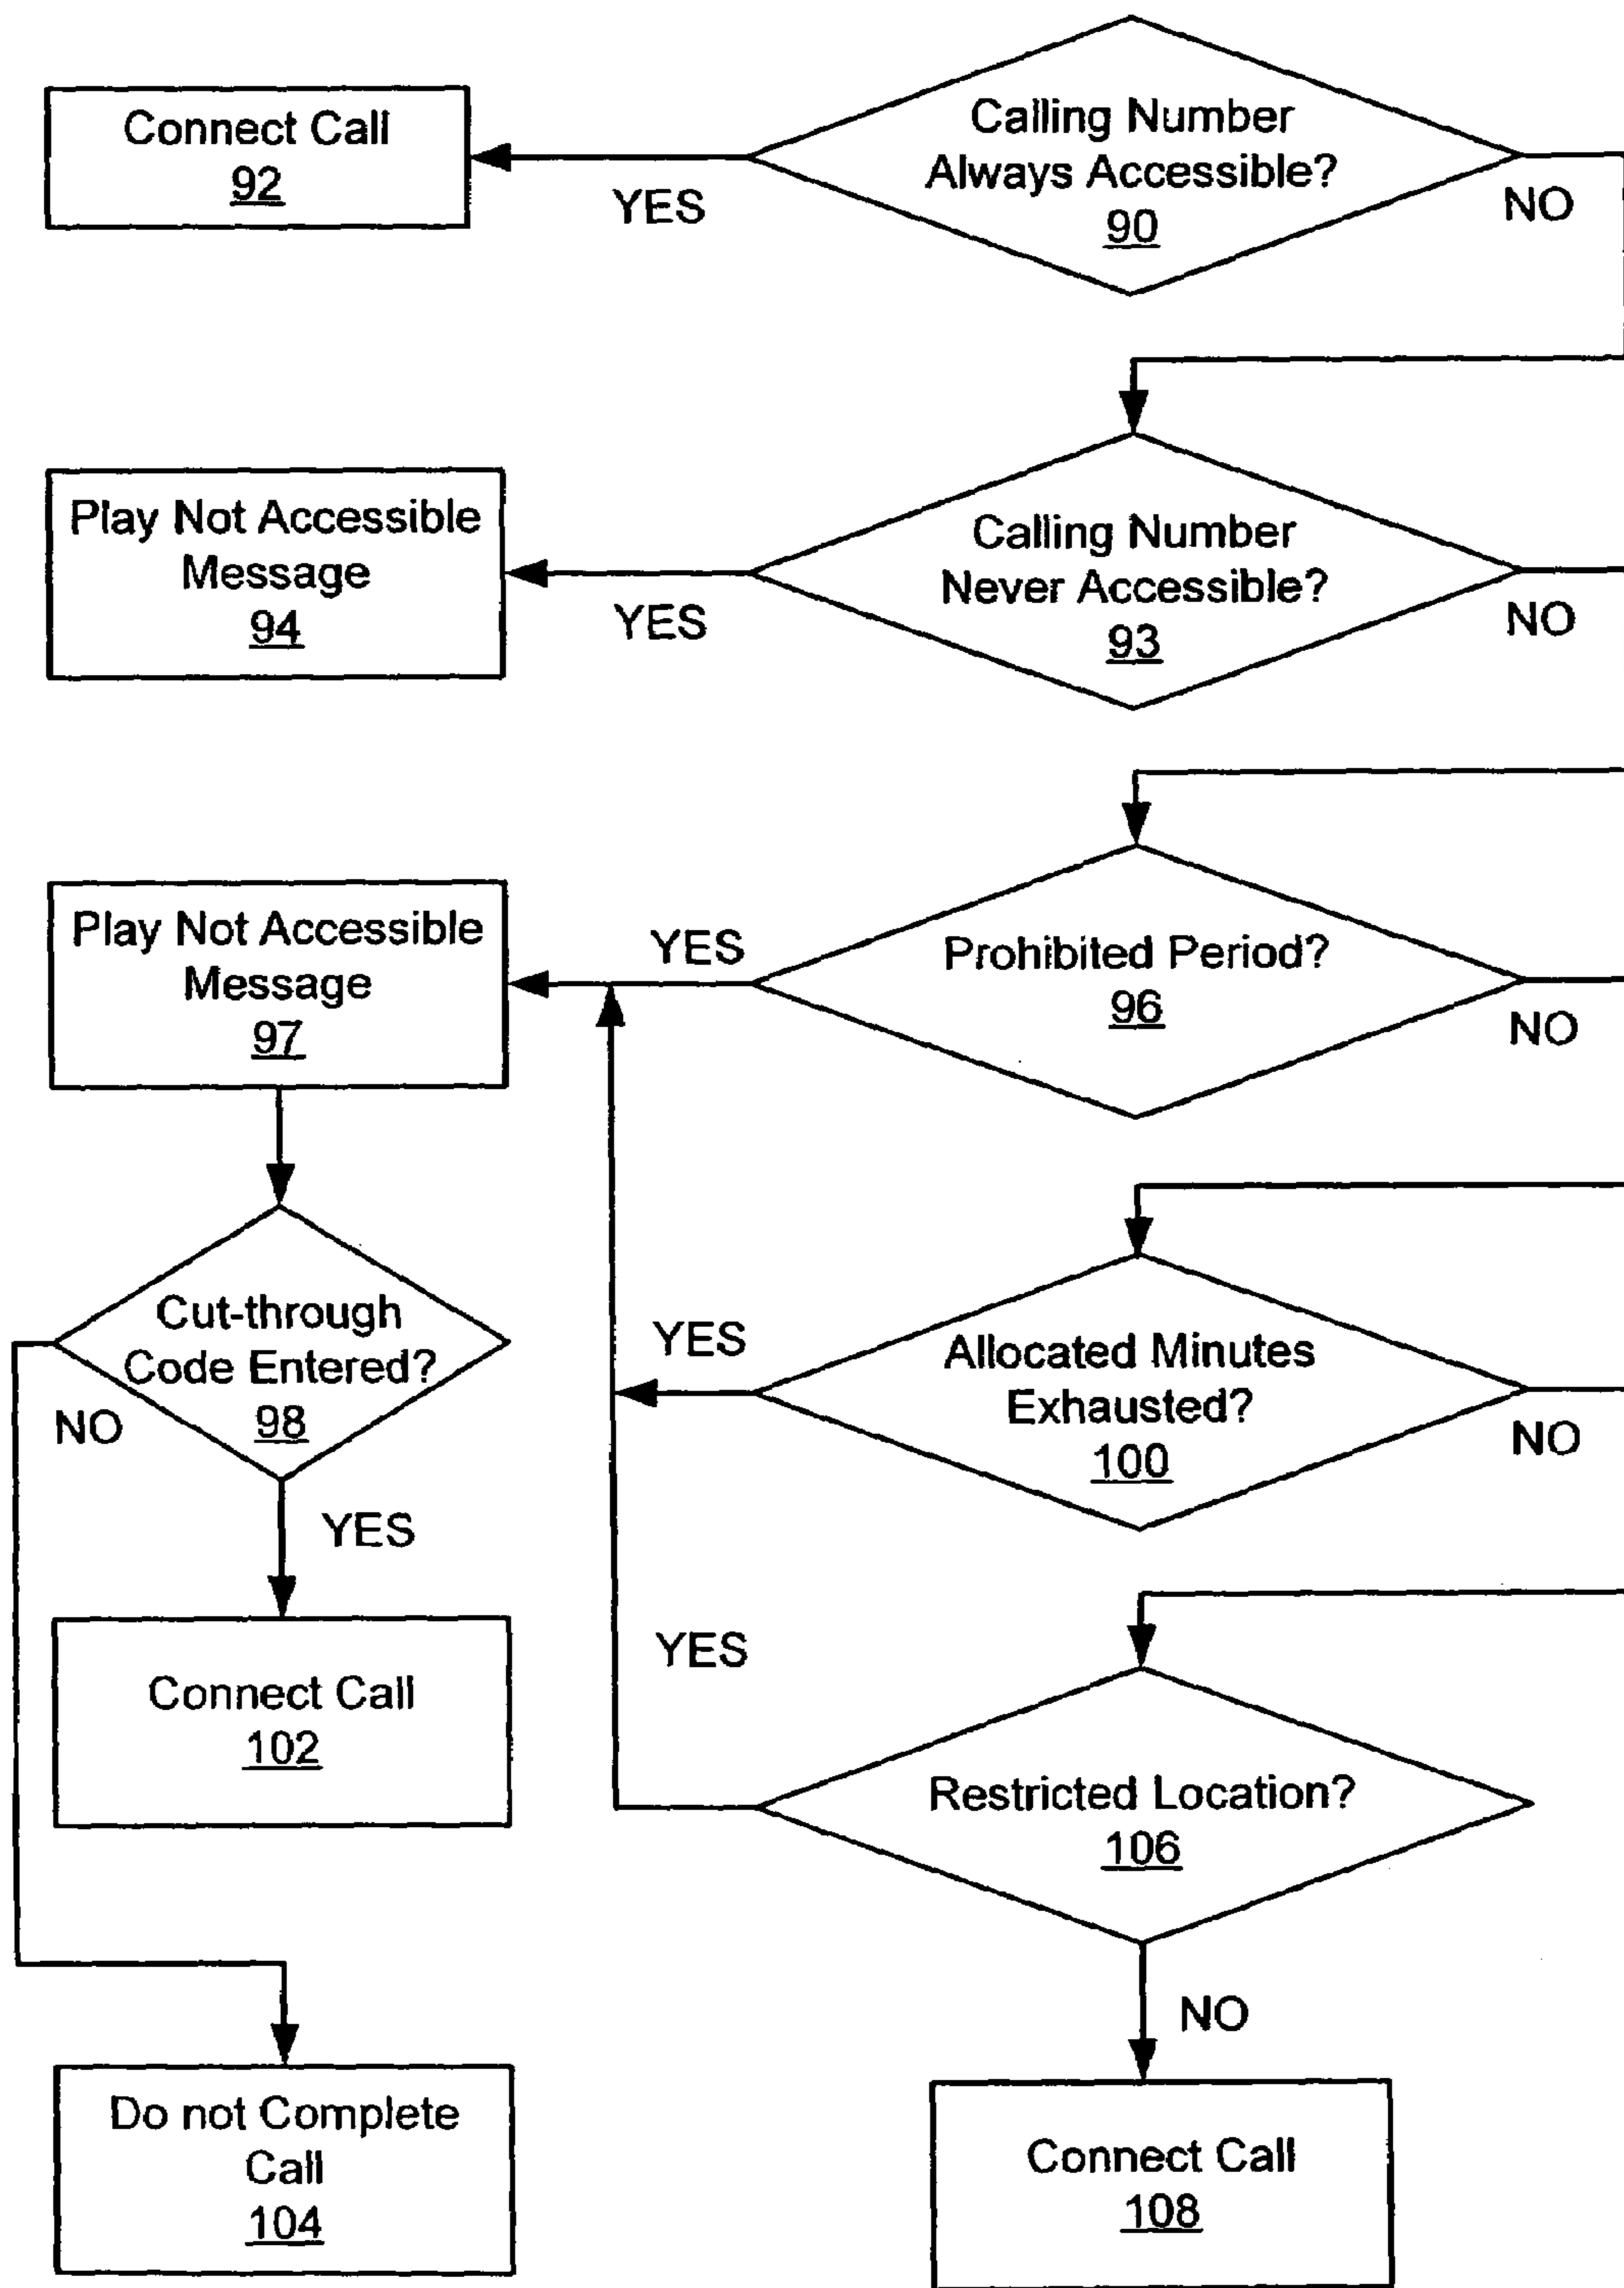 Connect Call
92
YES
Calling Number
Always Accessible?
90
NO
Play Not Accessible
Message
94
YES
Calling Number
Never Accessible?
93
NO
Play Not Accessible
Message
97
YES
Prohibited Period?
96
NO
Cut-through
Code Entered?
98
NO
YES
YES
Allocated Minutes
Exhausted?
100
NO
Connect Call
102
YES
Restricted Location?
106
NO
Do not Complete
Call
104
Connect Call
108